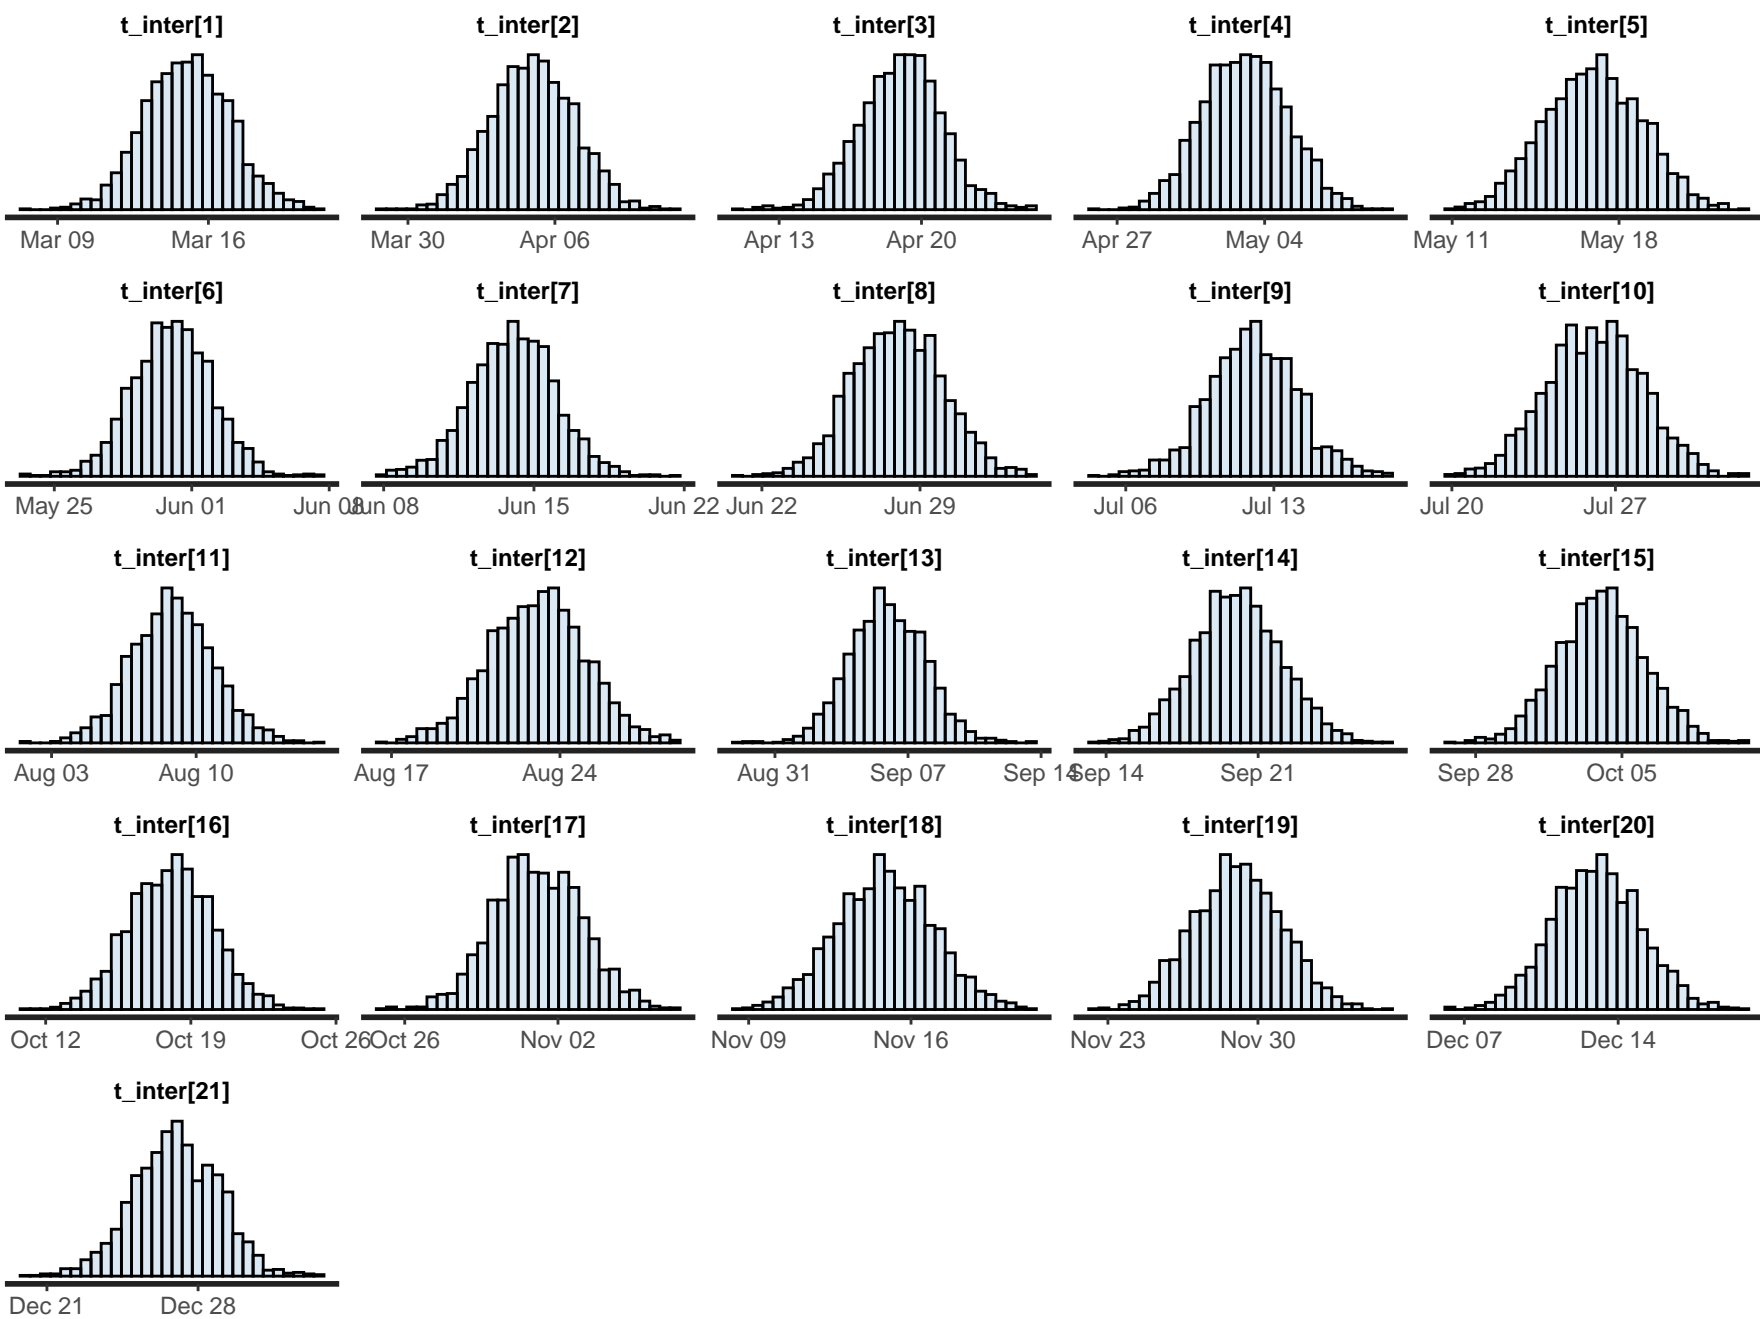 t_inter[1] t_inter[2] t_inter[3] t_inter[4] t_inter[5]
Mar 09 Mar 16 Mar 30 Apr 06 Apr 13 Apr 20 Apr 27 May 04 May 11 May 18
t_inter[6] t_inter[7] t_inter[8] t_inter[9] t_inter[10]
May 25 Jun 01 Jun 08 Jun 08 Jun 15 Jun 22 Jun 22 Jun 29 Jul 06 Jul 13 Jul 20 Jul 27
t_inter[11] t_inter[12] t_inter[13] t_inter[14] t_inter[15]
Aug 03 Aug 10 Aug 17 Aug 24 Aug 31 Sep 07 Sep 14 Sep 14 Sep 21 Sep 28 Oct 05
t_inter[16] t_inter[17] t_inter[18] t_inter[19] t_inter[20]
Oct 12 Oct 19 Oct 26 Oct 26 Nov 02 Nov 09 Nov 16 Nov 23 Nov 30 Dec 07 Dec 14
t_inter[21]
Dec 21 Dec 28